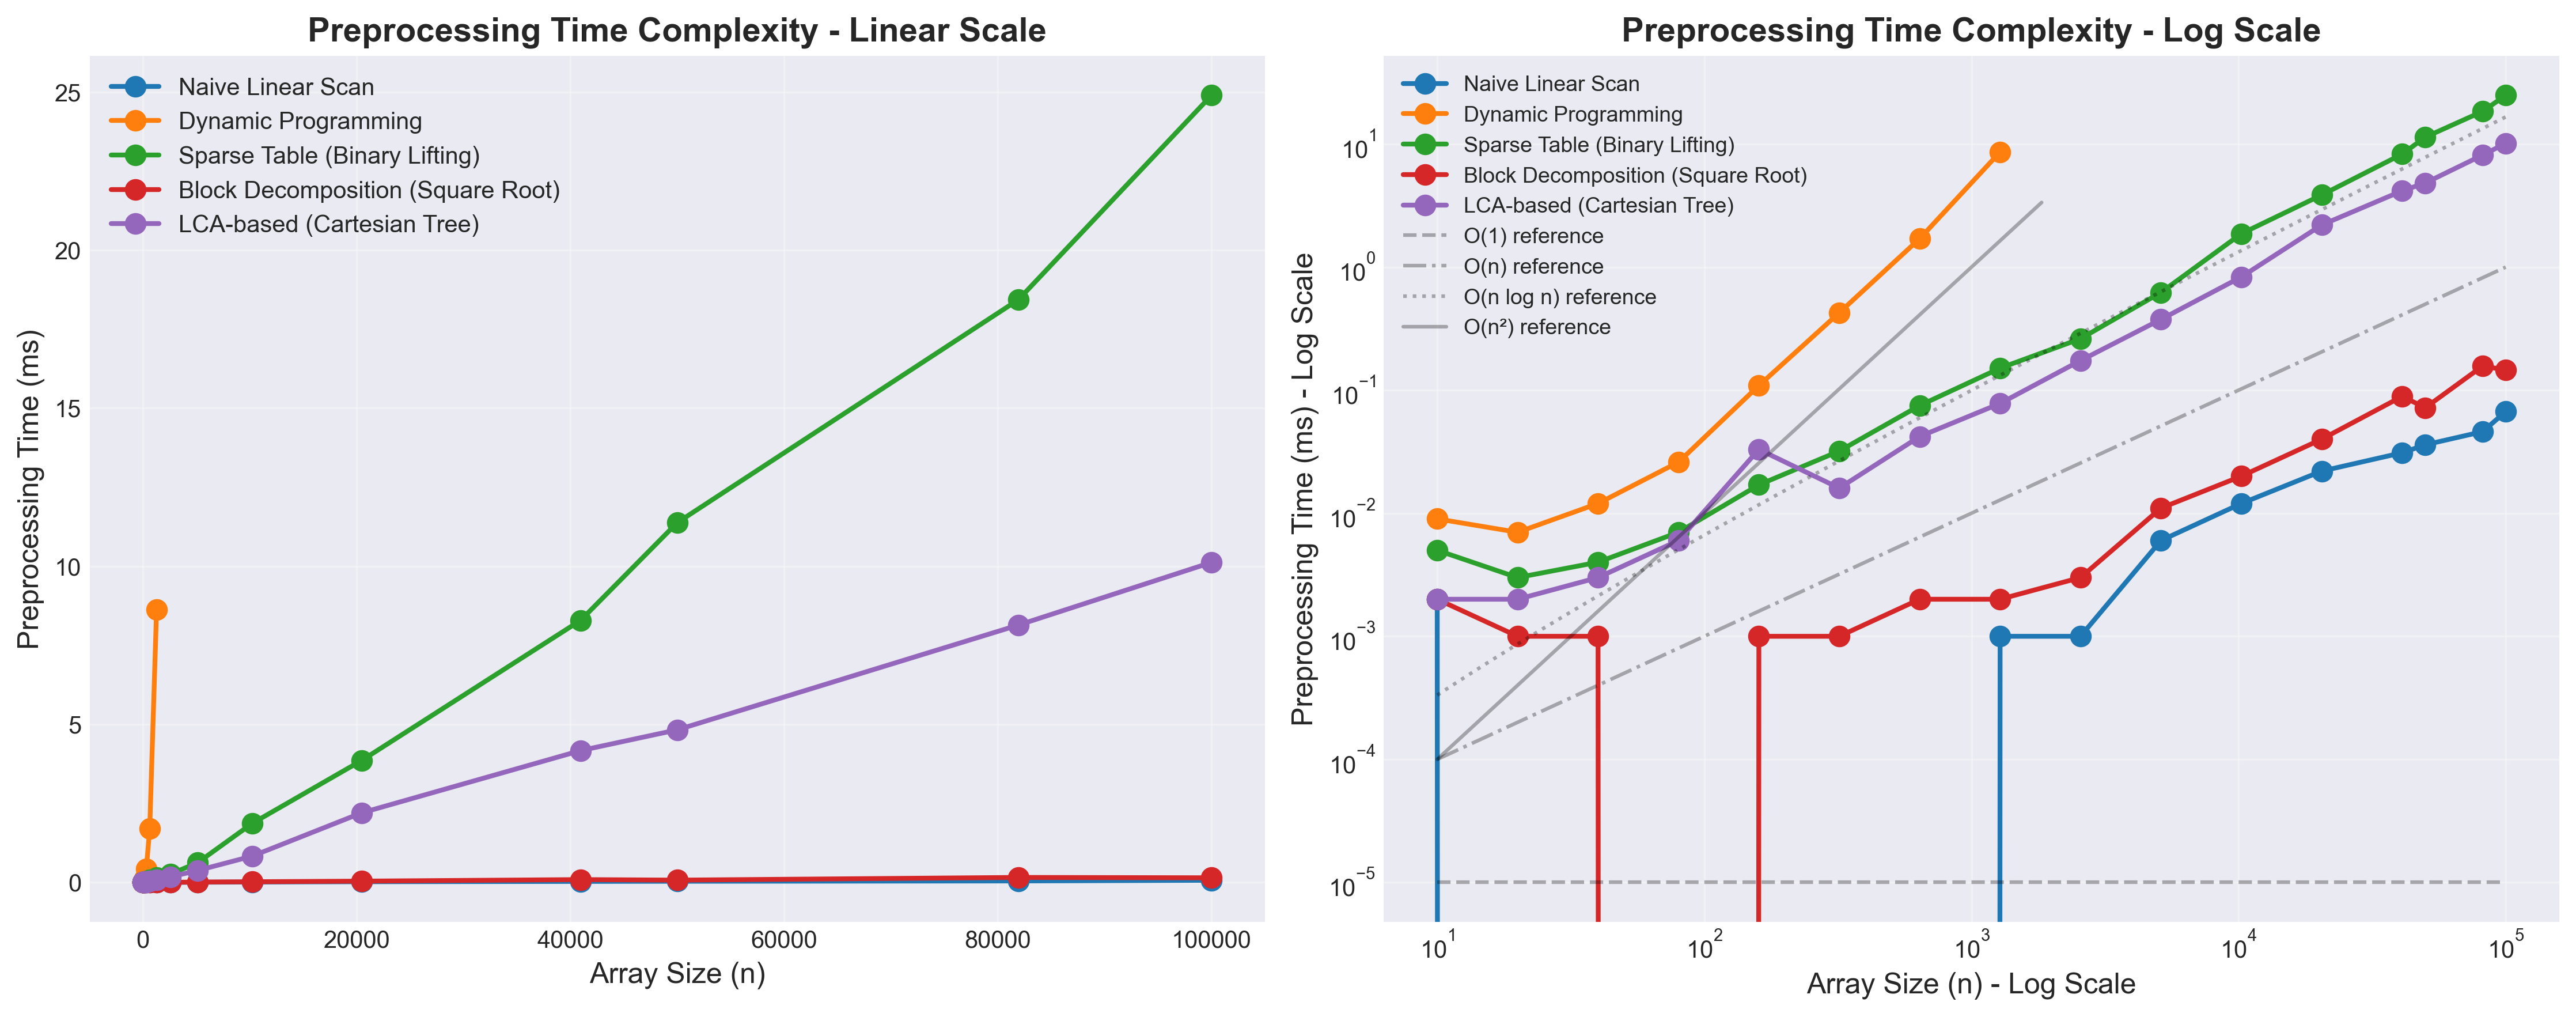 Preprocessing Time Complexity - Linear Scale
Preprocessing Time (ms)
25
20
15
10
5
0
Naive Linear Scan
Dynamic Programming
Sparse Table (Binary Lifting)
Block Decomposition (Square Root)
LCA-based (Cartesian Tree)
0 20000 40000 60000 80000 100000
Array Size (n)
Preprocessing Time Complexity - Log Scale
Preprocessing Time (ms) - Log Scale
10¹
10⁰
10⁻¹
10⁻²
10⁻³
10⁻⁴
10⁻⁵
Naive Linear Scan
Dynamic Programming
Sparse Table (Binary Lifting)
Block Decomposition (Square Root)
LCA-based (Cartesian Tree)
O(1) reference
O(n) reference
O(n log n) reference
O(n²) reference
10¹ 10² 10³ 10⁴ 10⁵
Array Size (n) - Log Scale